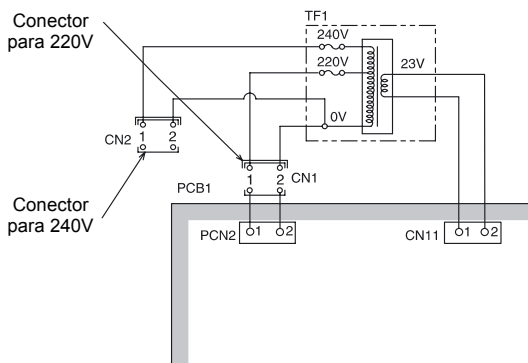 Conector
para 220V
TF1
240V
220V
23V
0V
1 2
CN2
1 2
CN1
PCB1
Conector
para 240V
PCN2
1 2
CN11
1 2